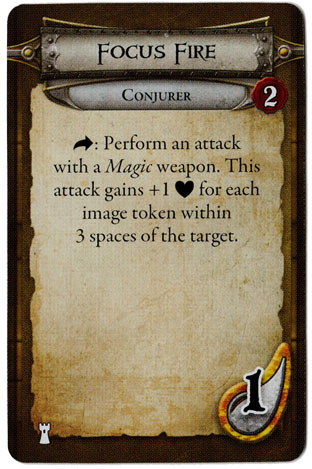 Focus Fire
Conjurer
2
: Perform an attack
with a Magic weapon. This
attack gains +1 for each
image token within
3 spaces of the target.
1